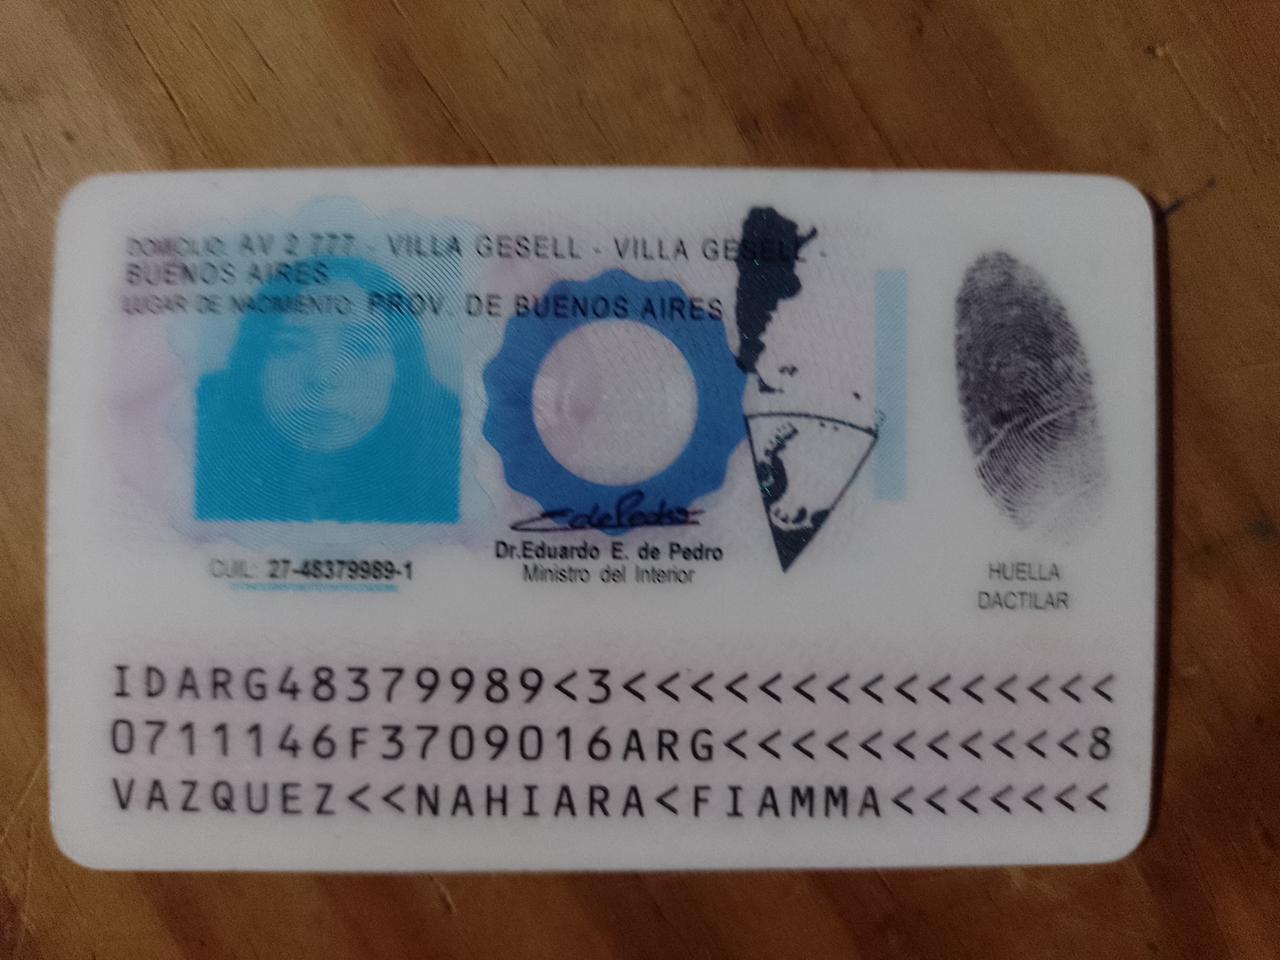 DOMICILIO: AV 2 777 - VILLA GESELL - VILLA GESELL -
BUENOS AIRES
LUGAR DE NACIMIENTO: PROV. DE BUENOS AIRES
CUIL: 27-48379989-1
Dr.Eduardo E. de Pedro
Ministro del Interior
HUELLA
DACTILAR
IDARG48379989<3<<<<<<<<<<<<<<<
0711146F3709016ARG<<<<<<<<<<<8
VAZQUEZ<<NAHIARA<FIAMMA<<<<<<<